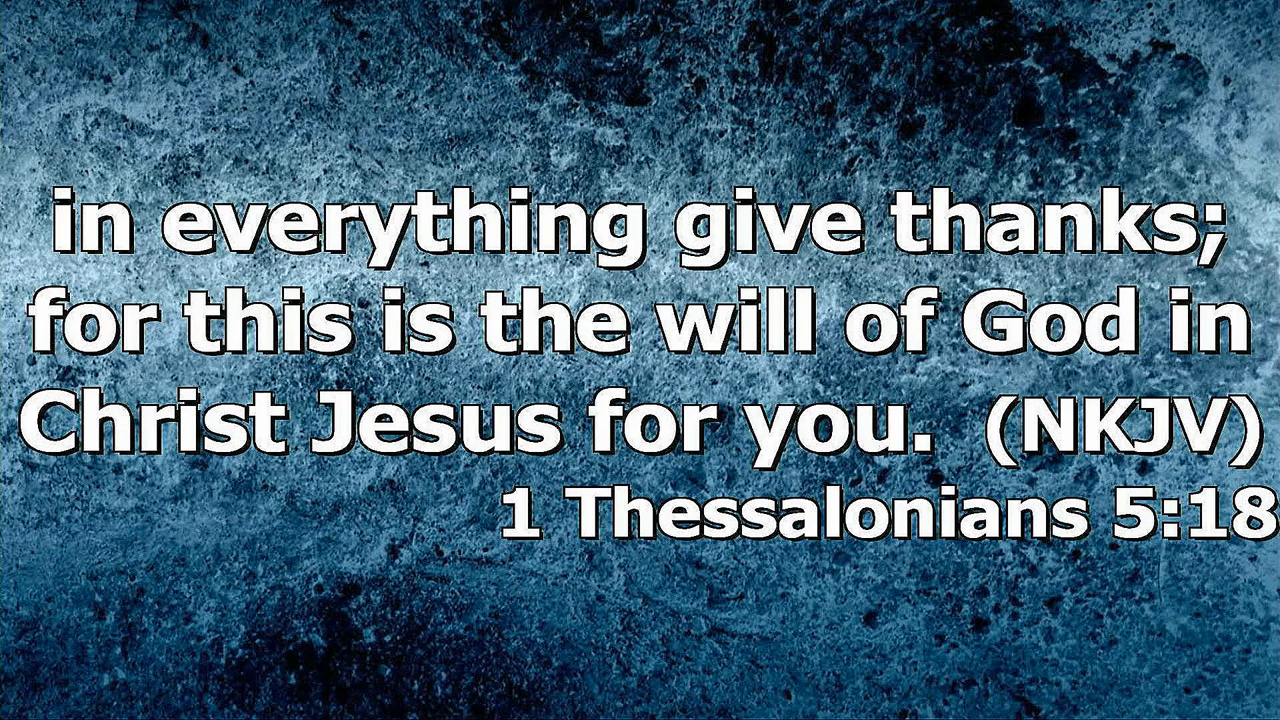 in everything give thanks;
for this is the will of God in
Christ Jesus for you.  (NKJV)
1 Thessalonians 5:18